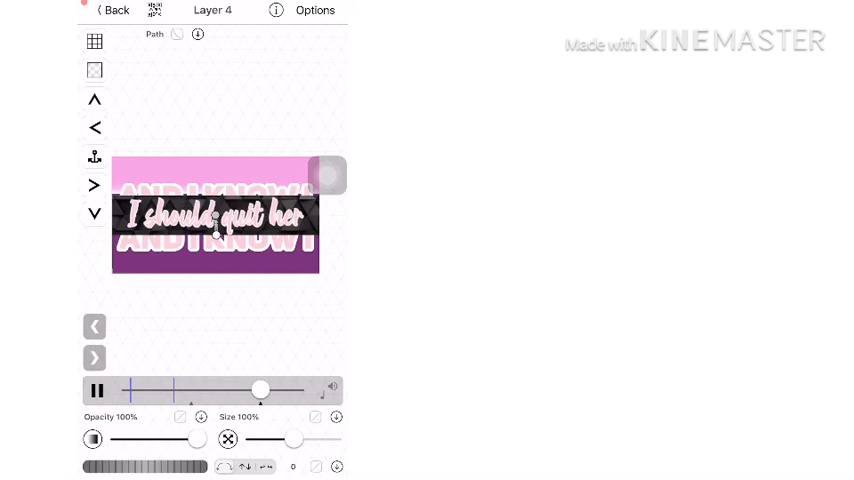 Back
Layer 4
Options
Made with KINEMASTER
Path
AND I KNOW I
I should quit her
AND I KNOW I
Opacity 100%
Size 100%
0